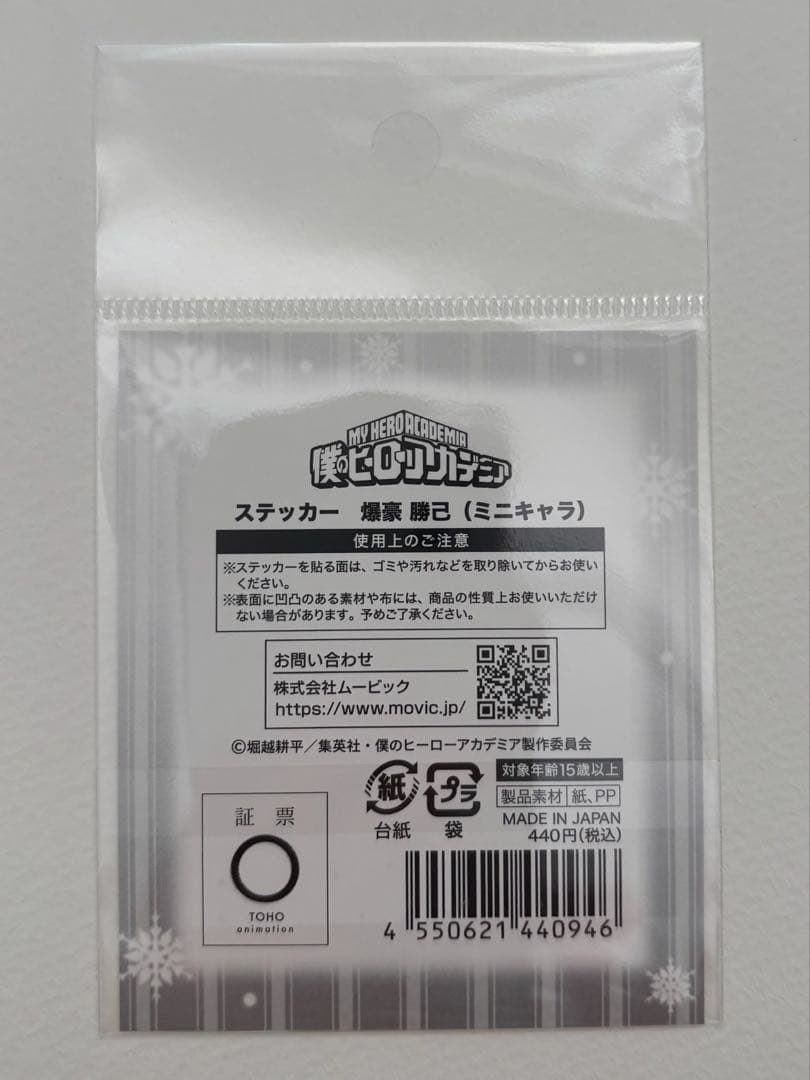 MY HERO ACADEMIA
僕のヒーローアカデミア
ステッカー　爆豪 勝己（ミニキャラ）
使用上のご注意
※ステッカーを貼る面は、ゴミや汚れなどを取り除いてからお使い
ください。
※表面に凹凸のある素材や布には、商品の性質上お使いいただけ
ない場合があります。予めご了承ください。
お問い合わせ
株式会社ムービック
https://www.movic.jp/
©堀越耕平／集英社・僕のヒーローアカデミア製作委員会
紙
台紙
プラ
袋
対象年齢15歳以上
製品素材 紙、PP
MADE IN JAPAN
440円(税込)
証票
TOHO
animation
4 550621 440946